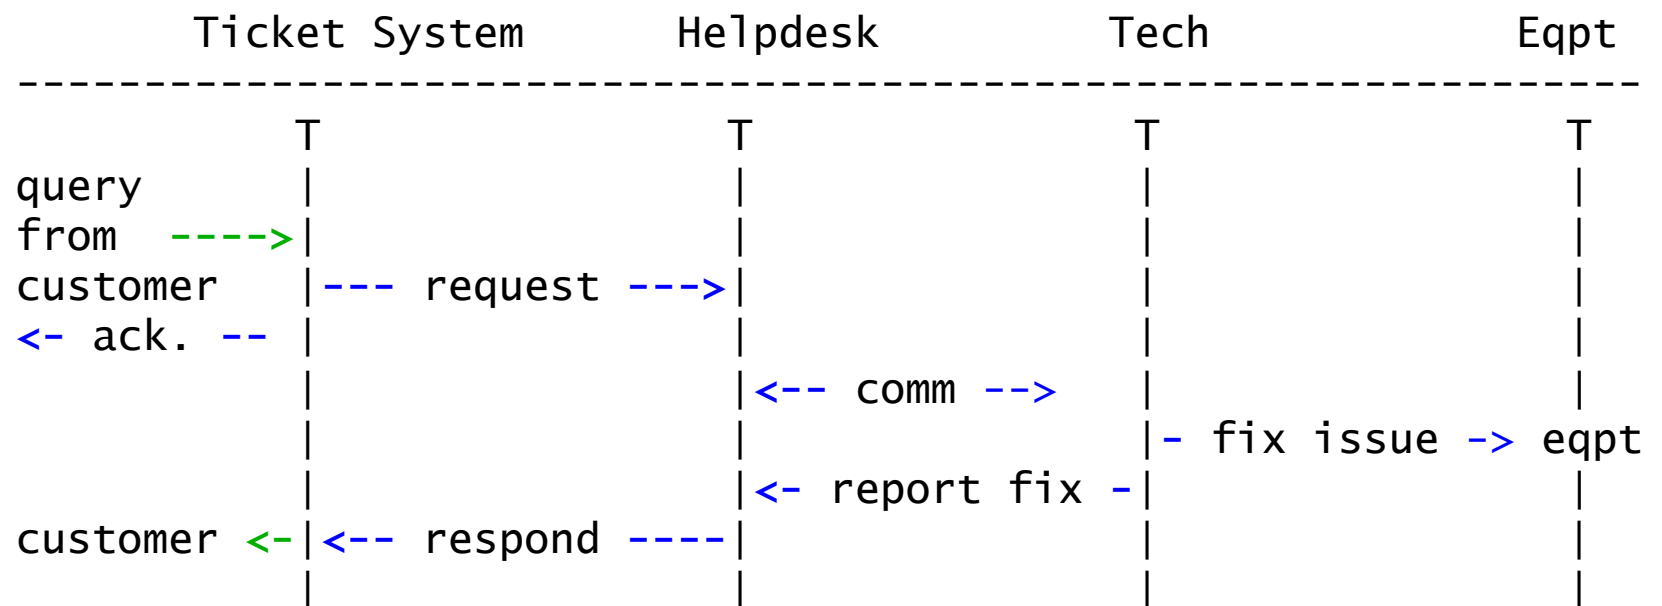 Ticket System Helpdesk Tech Eqpt
-----------------------------------------------------------------
T T T T
query | | | |
from ---->| | | |
customer |--- request --->| | |
<- ack. -- | | | |
| |<-- comm --> |
| | |- fix issue -> eqpt
| |<- report fix -| |
customer <-|<-- respond ----| | |
| | | |